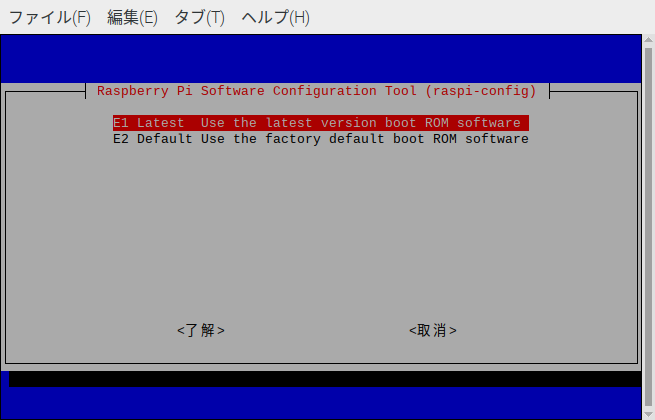 ファイル(F) 編集(E) タブ(T) ヘルプ(H)
Raspberry Pi Software Configuration Tool (raspi-config)
E1 Latest  Use the latest version boot ROM software
E2 Default Use the factory default boot ROM software
<了解> <取消>